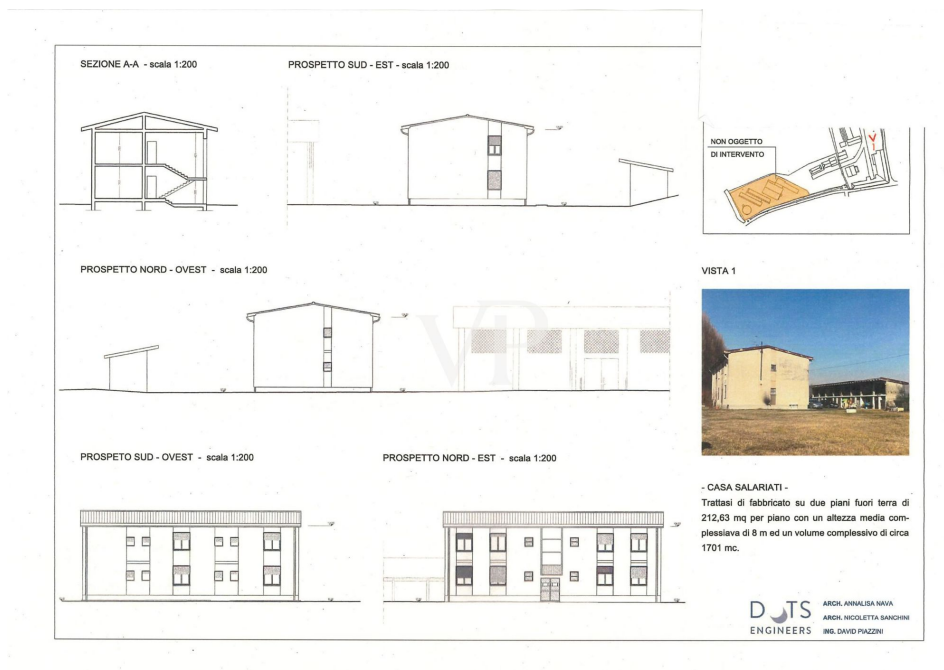 SEZIONE A-A - scala 1:200
PROSPETTO SUD - EST - scala 1:200
NON OGGETTO
DI INTERVENTO
PROSPETTO NORD - OVEST - scala 1:200
VISTA 1
VP
PROSPETO SUD - OVEST - scala 1:200
PROSPETTO NORD - EST - scala 1:200
- CASA SALARIATI -
Trattasi di fabbricato su due piani fuori terra di
212,63 mq per piano con un altezza media com-
plessiava di 8 m ed un volume complessivo di circa
1701 mc.
DOTS
ENGINEERS
ARCH. ANNALISA NAVA
ARCH. NICOLETTA SANCHINI
ING. DAVID PIAZZINI